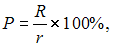 P = R/r × 100%,